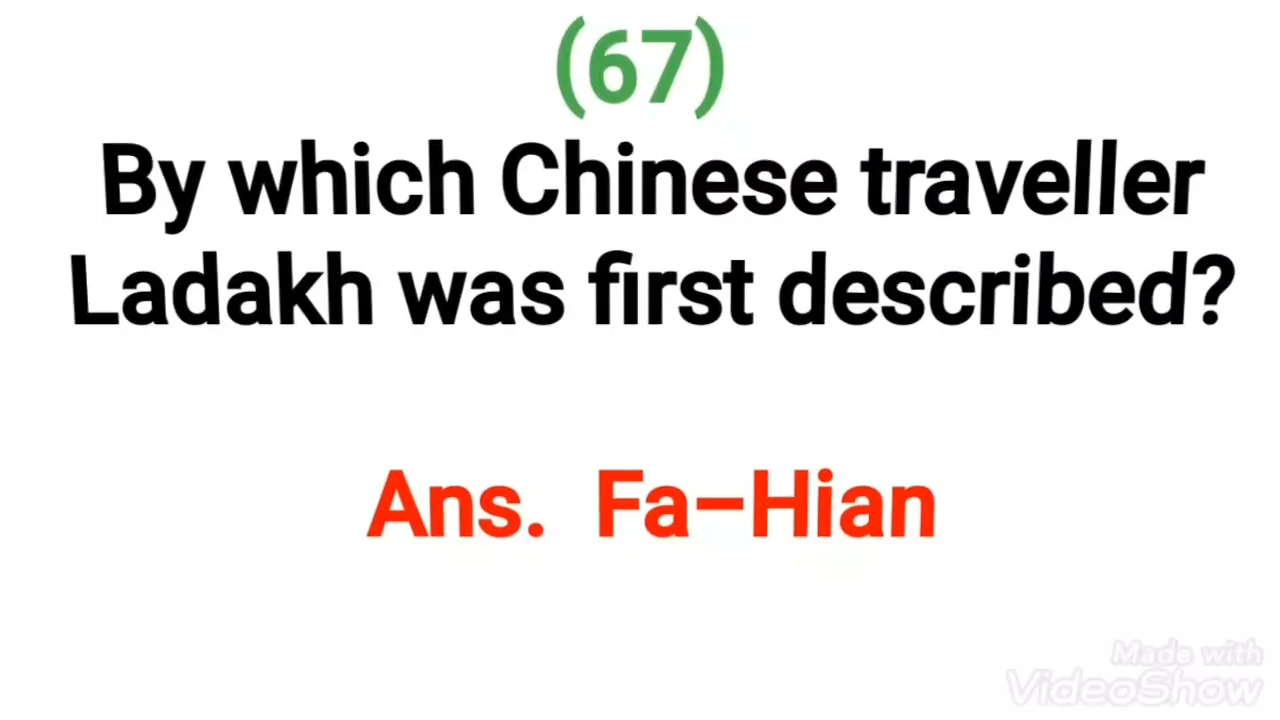 (67)
By which Chinese traveller
Ladakh was first described?
Ans. Fa–Hian
Made with
VideoShow